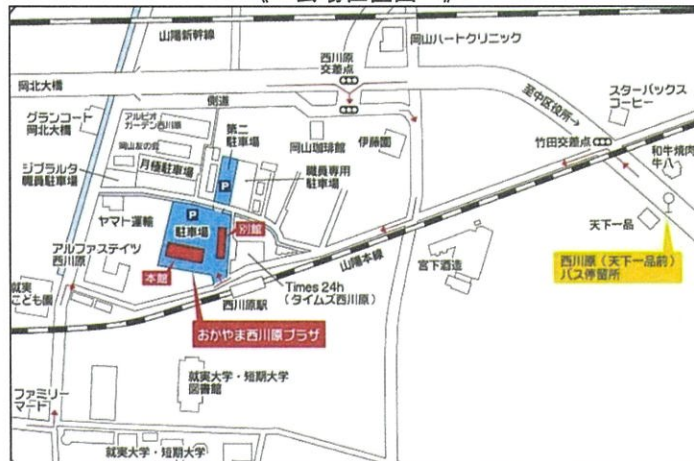 山陽新幹線
岡山ハートクリニック
西川原
交差点
岡北大橋
側道
至中区役所→
スターバックス
コーヒー
グランコート
岡北大橋
アルビオ
ガーデン西川原
岡山友の会
第二
駐車場
岡山珈琲館
伊藤園
竹田交差点
ジブラルタ
職員駐車場
月極駐車場
P
職員専用
駐車場
和牛焼肉
牛八
ヤマト運輸
P
駐車場
別館
天下一品
アルファステイツ
西川原
本館
山陽本線
宮下酒造
西川原(天下一品前)
バス停留所
就実
こども園
Times 24h
(タイムズ西川原)
西川原駅
おかやま西川原プラザ
就実大学・短期大学
図書館
ファミリー
マート
就実大学・短期大学